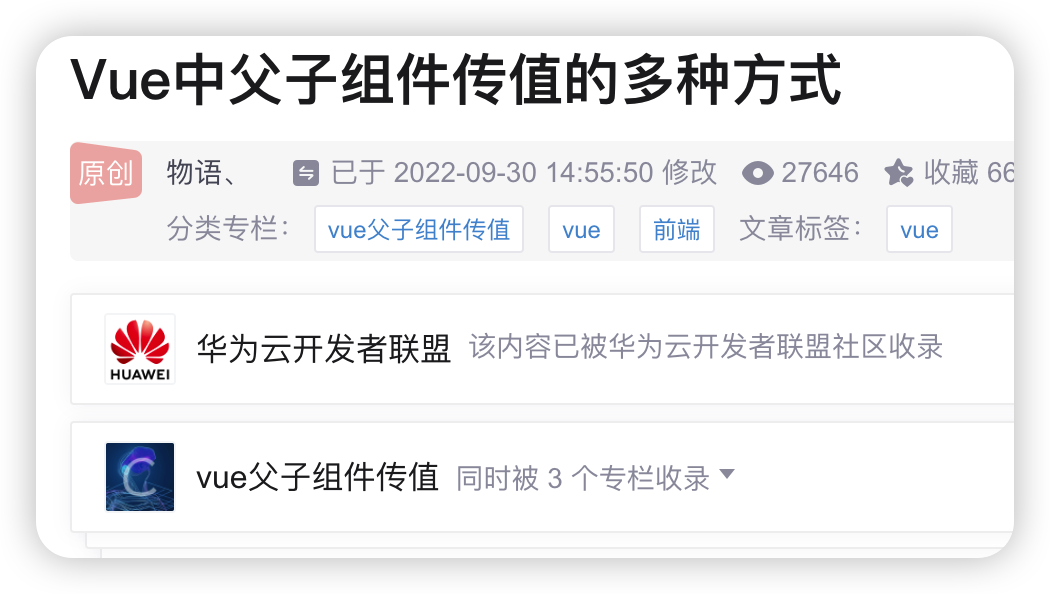 Vue中父子组件传值的多种方式
原创 物语、 已于 2022-09-30 14:55:50 修改 27646 收藏 66
分类专栏： vue父子组件传值 vue 前端 文章标签： vue
HUAWEI 华为云开发者联盟 该内容已被华为云开发者联盟社区收录
vue父子组件传值 同时被 3 个专栏收录